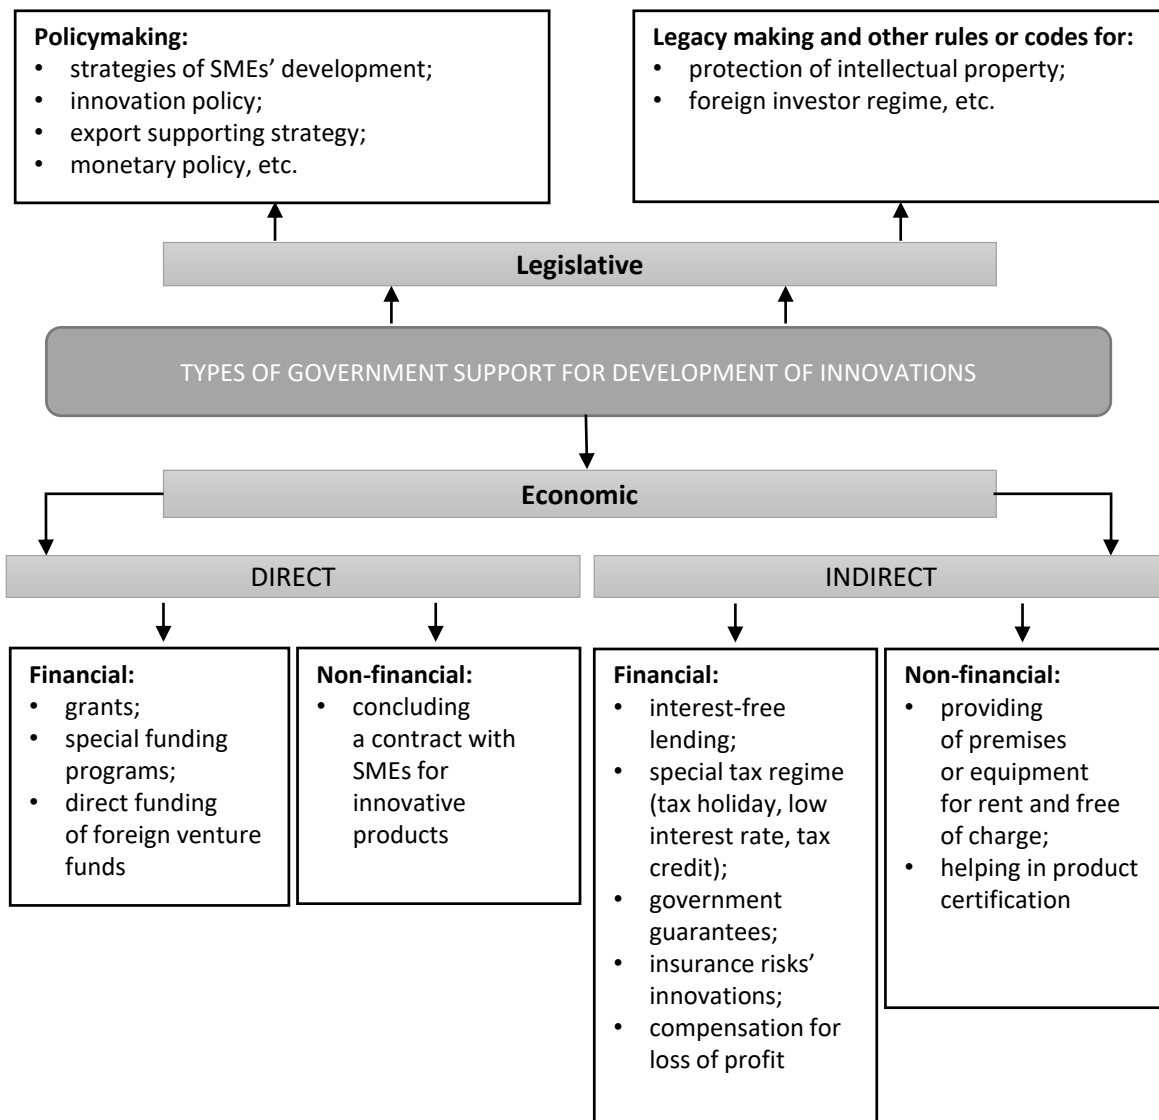 Policymaking:
• strategies of SMEs’ development;
• innovation policy;
• export supporting strategy;
• monetary policy, etc.
Legacy making and other rules or codes for:
• protection of intellectual property;
• foreign investor regime, etc.
Legislative
TYPES OF GOVERNMENT SUPPORT FOR DEVELOPMENT OF INNOVATIONS
Economic
DIRECT
INDIRECT
Financial:
• grants;
• special funding
programs;
• direct funding
of foreign venture
funds
Non-financial:
• concluding
a contract with
SMEs for
innovative
products
Financial:
• interest-free
lending;
• special tax regime
(tax holiday, low
interest rate, tax
credit);
• government
guarantees;
• insurance risks’
innovations;
• compensation for
loss of profit
Non-financial:
• providing
of premises
or equipment
for rent and free
of charge;
• helping in product
certification